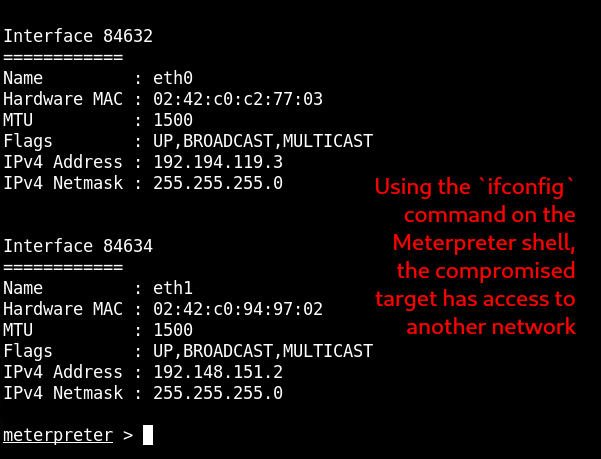 Interface 84632
============
Name         : eth0
Hardware MAC : 02:42:c0:c2:77:03
MTU          : 1500
Flags        : UP,BROADCAST,MULTICAST
IPv4 Address : 192.194.119.3
IPv4 Netmask : 255.255.255.0
Interface 84634
============
Name         : eth1
Hardware MAC : 02:42:c0:94:97:02
MTU          : 1500
Flags        : UP,BROADCAST,MULTICAST
IPv4 Address : 192.148.151.2
IPv4 Netmask : 255.255.255.0
meterpreter >
Using the `ifconfig`
command on the
Meterpreter shell,
the compromised
target has access to
another network